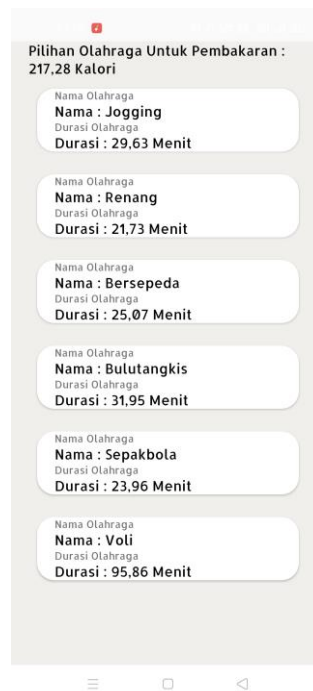 Pilihan Olahraga Untuk Pembakaran :
217,28 Kalori
Nama Olahraga
Nama : Jogging
Durasi Olahraga
Durasi : 29,63 Menit
Nama Olahraga
Nama : Renang
Durasi Olahraga
Durasi : 21,73 Menit
Nama Olahraga
Nama : Bersepeda
Durasi Olahraga
Durasi : 25,07 Menit
Nama Olahraga
Nama : Bulutangkis
Durasi Olahraga
Durasi : 31,95 Menit
Nama Olahraga
Nama : Sepakbola
Durasi Olahraga
Durasi : 23,96 Menit
Nama Olahraga
Nama : Voli
Durasi Olahraga
Durasi : 95,86 Menit